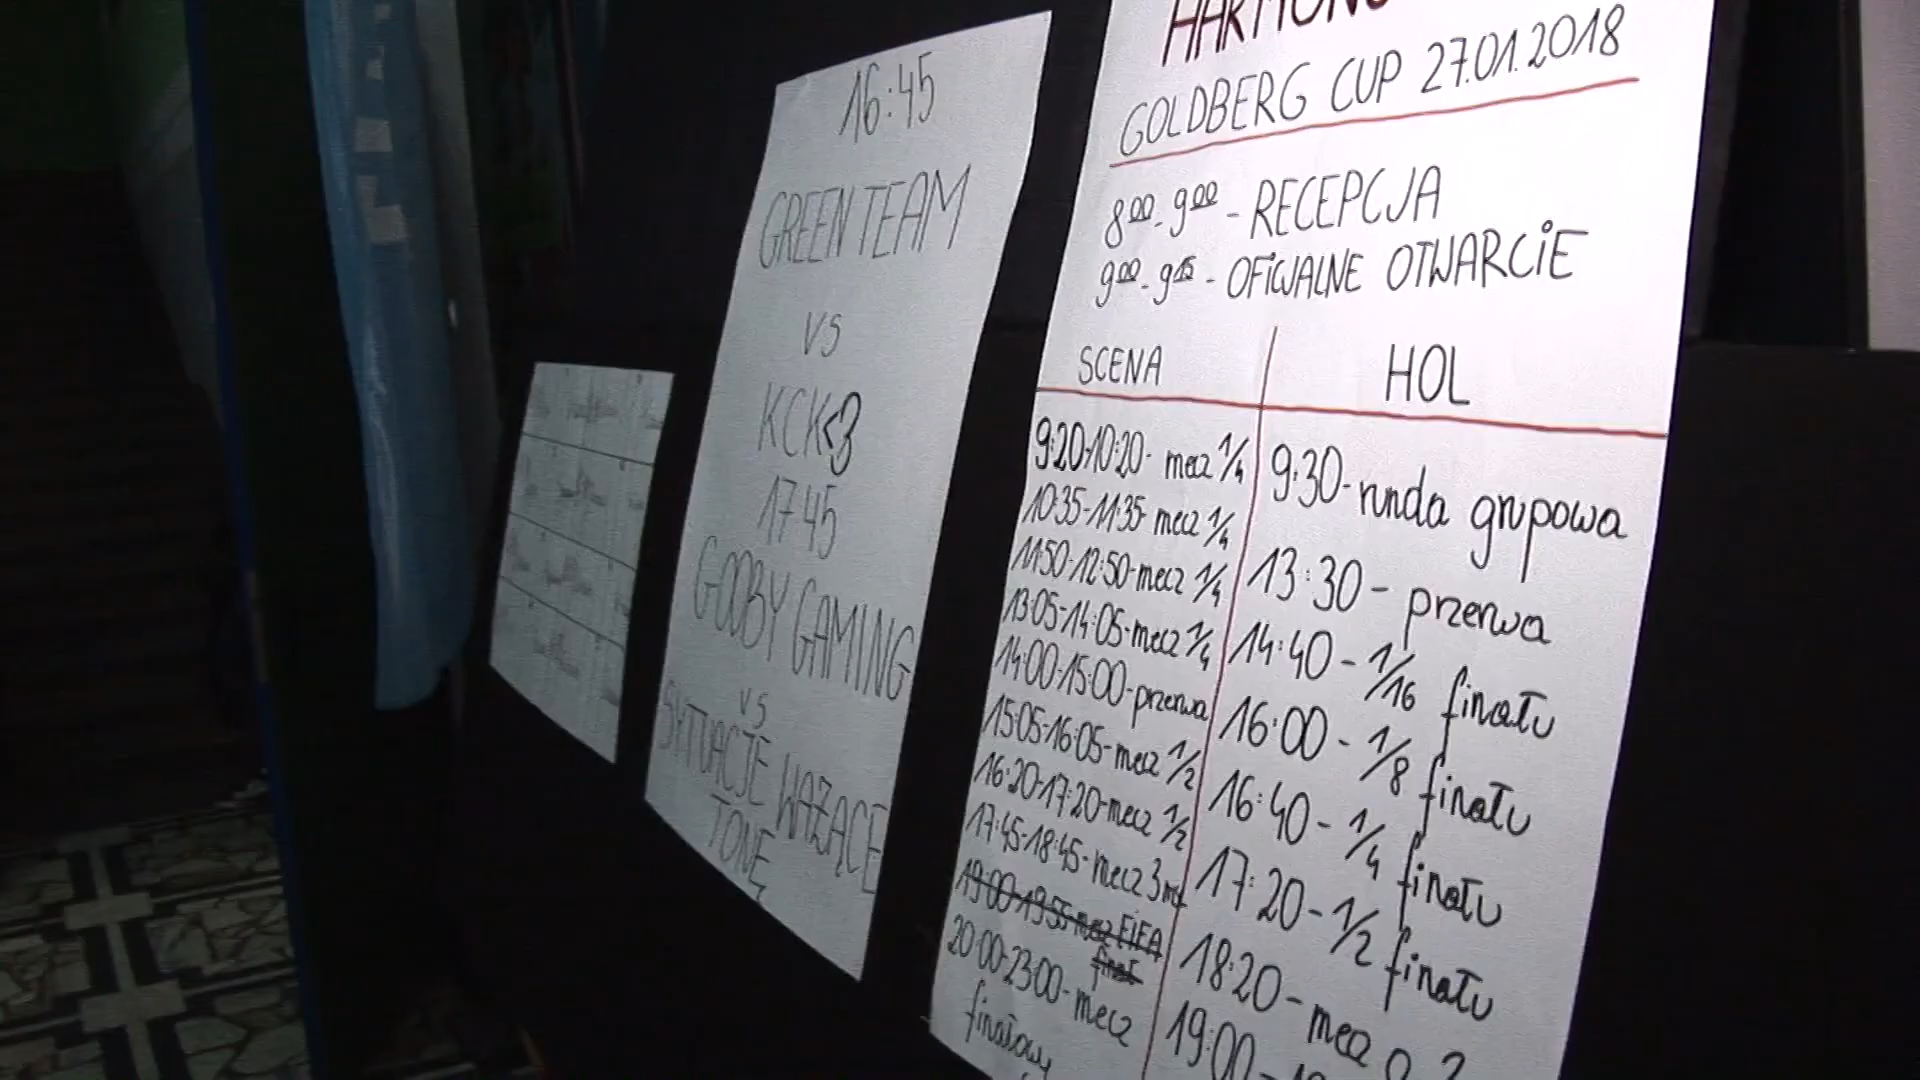 16:45
GREEN TEAM
VS
KCK<3
17:45
GOOBY GAMING
VS
SYTUACJE WAŻĄCE
TONĘ
GOLDBERG CUP 27.01.2018
8⁰⁰-9⁰⁰ - RECEPCJA
9⁰⁰-9¹⁵ - OFICJALNE OTWARCIE
SCENA
9:20-10:20- mecz 1/4
10:35-11:35- mecz 1/4
11:50-12:50-mecz 1/4
13:05-14:05-mecz 1/4
14:00-15:00-przerwa
15:05-16:05-mecz 1/2
16:20-17:20-mecz 1/2
17:45-18:45-mecz 3
19:00-19:55-mecz FIFA
finał
20:00-23:00-mecz
finałowy
HOL
9:30-runda grupowa
13:30-przerwa
14:40-1/16 finału
16:00-1/8 finału
16:40-1/4 finału
17:20-1/2 finału
18:20-mecz o 3
19:00-